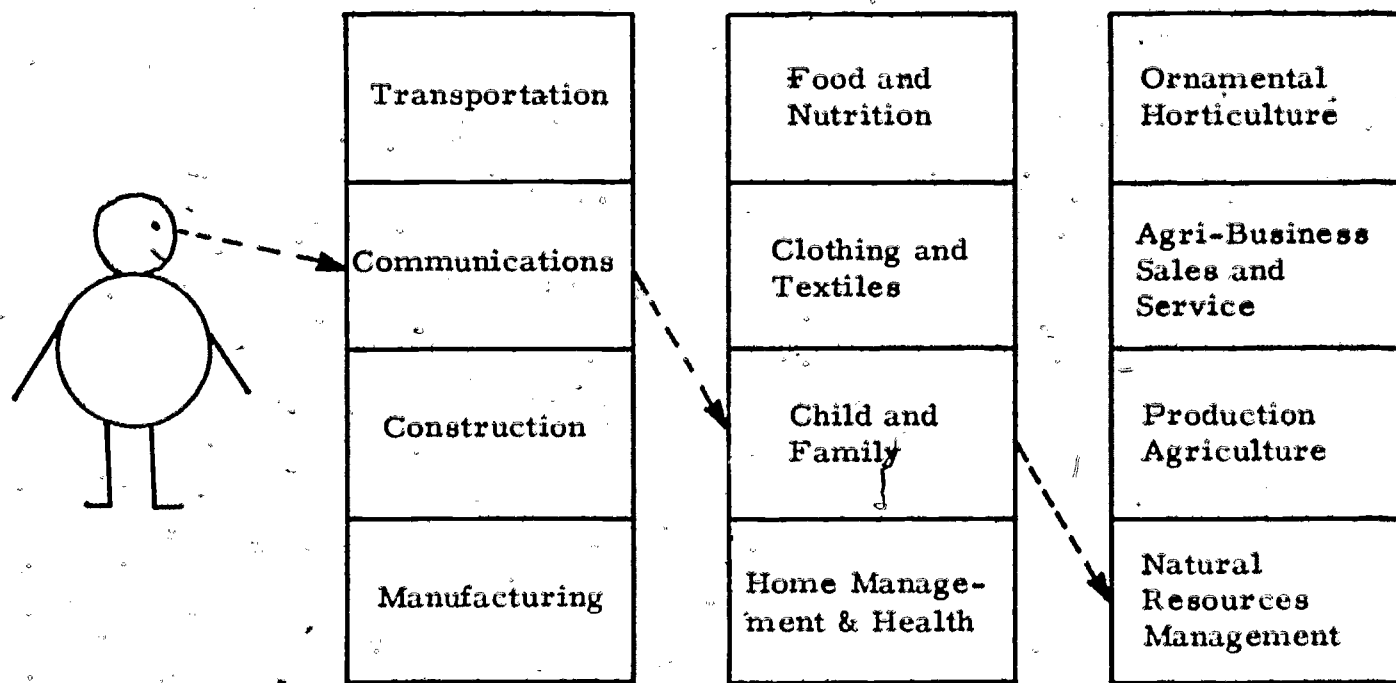 Transportation
Communications
Construction
Manufacturing
Food and
Nutrition
Clothing and
Textiles
Child and
Family
Home Manage-
ment & Health
Ornamental
Horticulture
Agri-Business
Sales and
Service
Production
Agriculture
Natural
Resources
Management